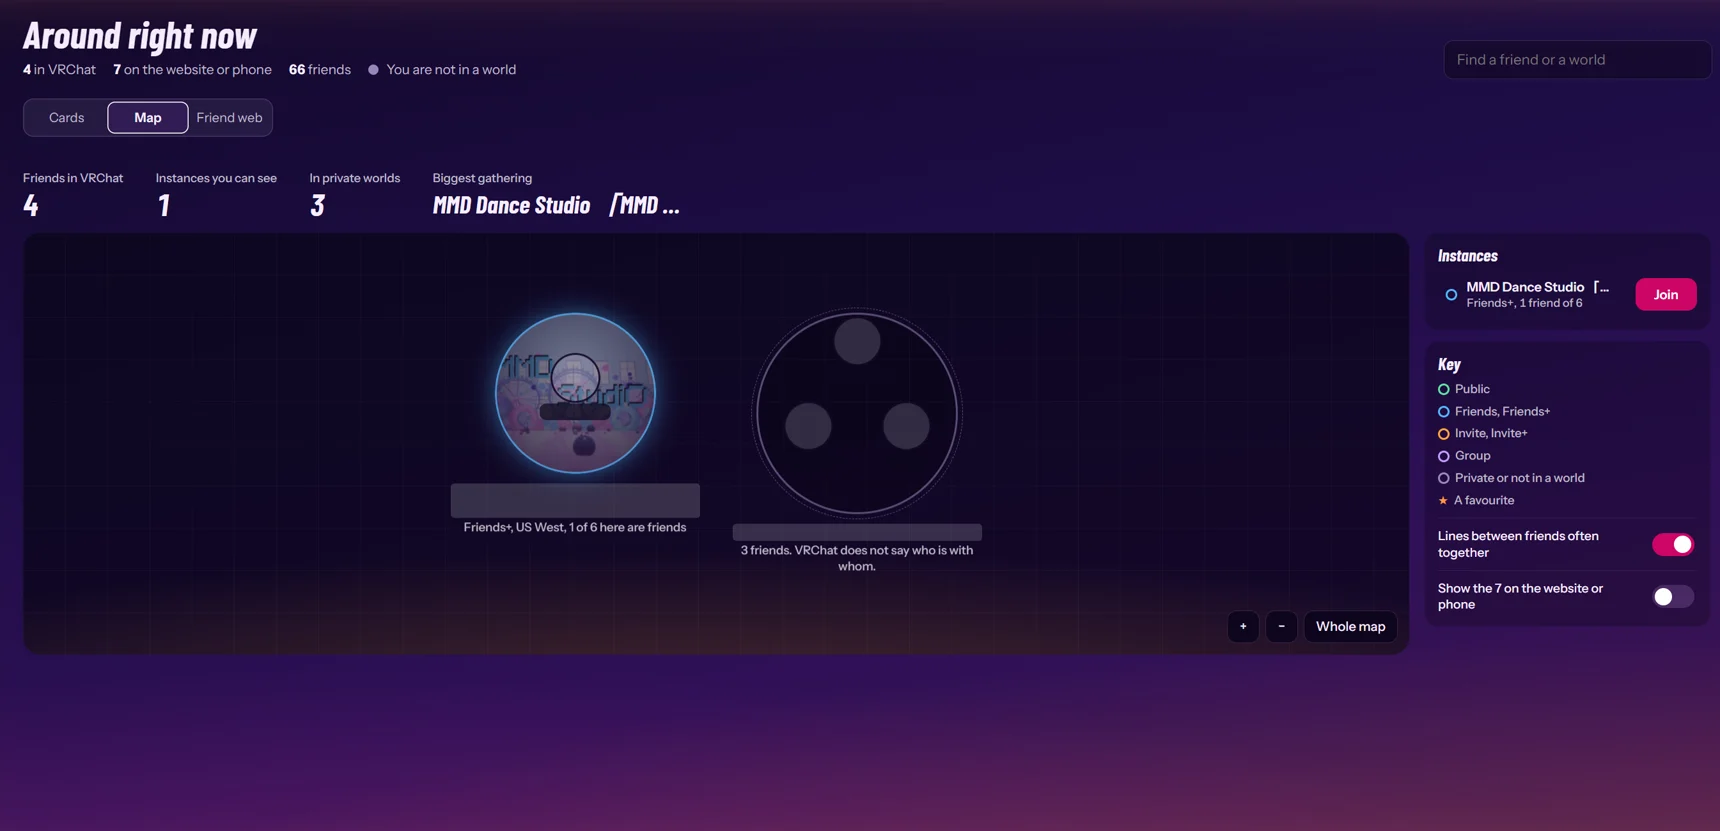 Around right now
4 in VRChat 7 on the website or phone 66 friends You are not in a world
Find a friend or a world
Cards Map Friend web
Friends in VRChat Instances you can see In private worlds Biggest gathering
4 1 3 MMD Dance Studio 「MMD ...
Instances
MMD Dance Studio 「...
Friends+, 1 friend of 6
Join
MMD
Studio
Friends+, US West, 1 of 6 here are friends
3 friends. VRChat does not say who is with
whom.
+ - Whole map
Key
Public
Friends, Friends+
Invite, Invite+
Group
Private or not in a world
A favourite
Lines between friends often
together
Show the 7 on the website or
phone